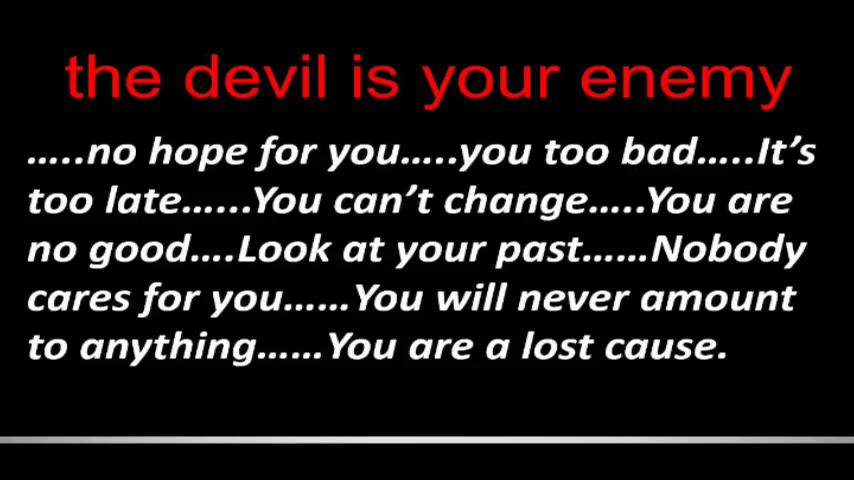 the devil is your enemy
…..no hope for you…..you too bad…..It’s
too late…...You can’t change…..You are
no good….Look at your past……Nobody
cares for you……You will never amount
to anything……You are a lost cause.